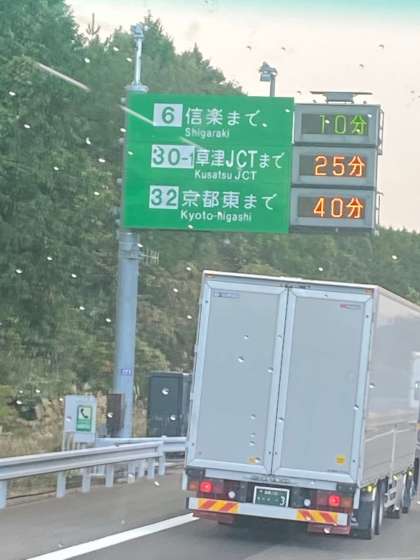 6 信楽まで 10分
Shigaraki
30-1 草津JCTまで 25分
Kusatsu JCT
32 京都東まで 40分
Kyoto-higashi